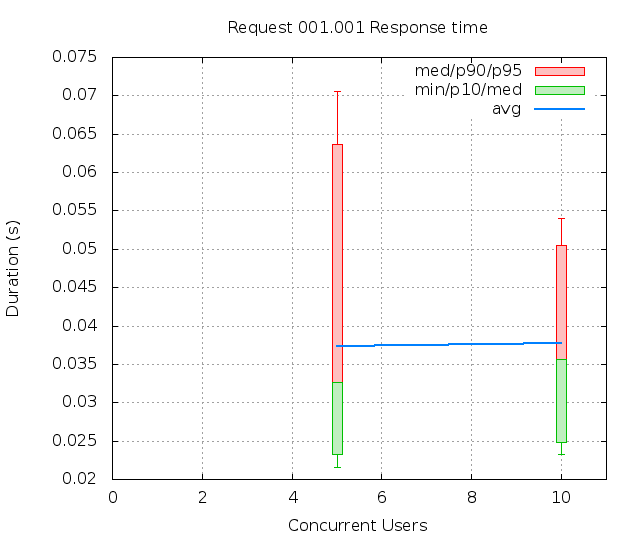 Request 001.001 Response time
0.075
0.07
0.065
0.06
0.055
0.05
0.045
0.04
0.035
0.03
0.025
0.02
med/p90/p95
min/p10/med
avg
Duration (s)
0 2 4 6 8 10
Concurrent Users